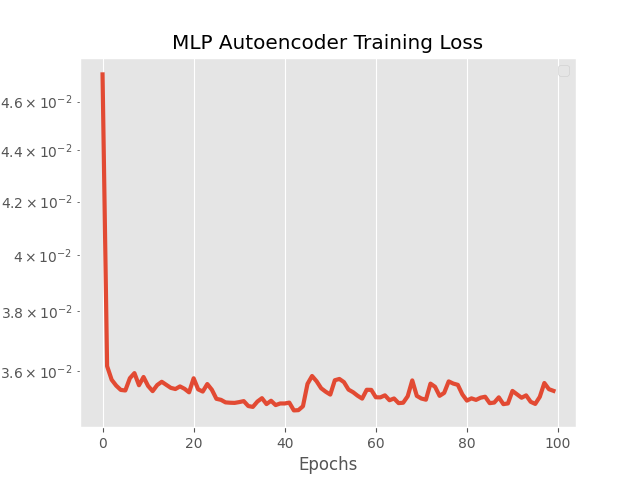 MLP Autoencoder Training Loss
4.6 × 10⁻²
4.4 × 10⁻²
4.2 × 10⁻²
4 × 10⁻²
3.8 × 10⁻²
3.6 × 10⁻²
0 20 40 60 80 100
Epochs